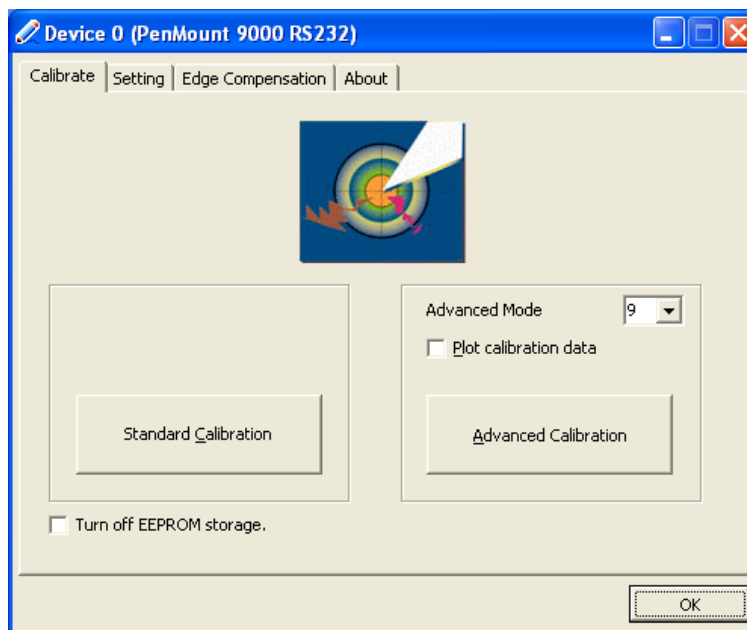 Device 0 (PenMount 9000 RS232)
Calibrate Setting Edge Compensation About
Advanced Mode 9
Plot calibration data
Standard Calibration
Advanced Calibration
Turn off EEPROM storage.
OK